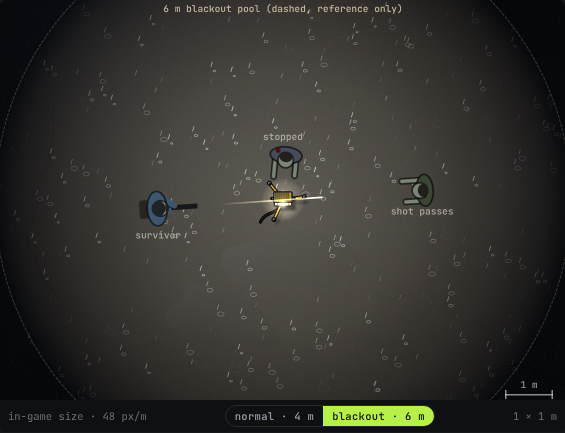 6 m blackout pool (dashed, reference only)
stopped
shot passes
survivor
1 m
in-game size · 48 px/m
normal · 4 m
blackout · 6 m
1 × 1 m